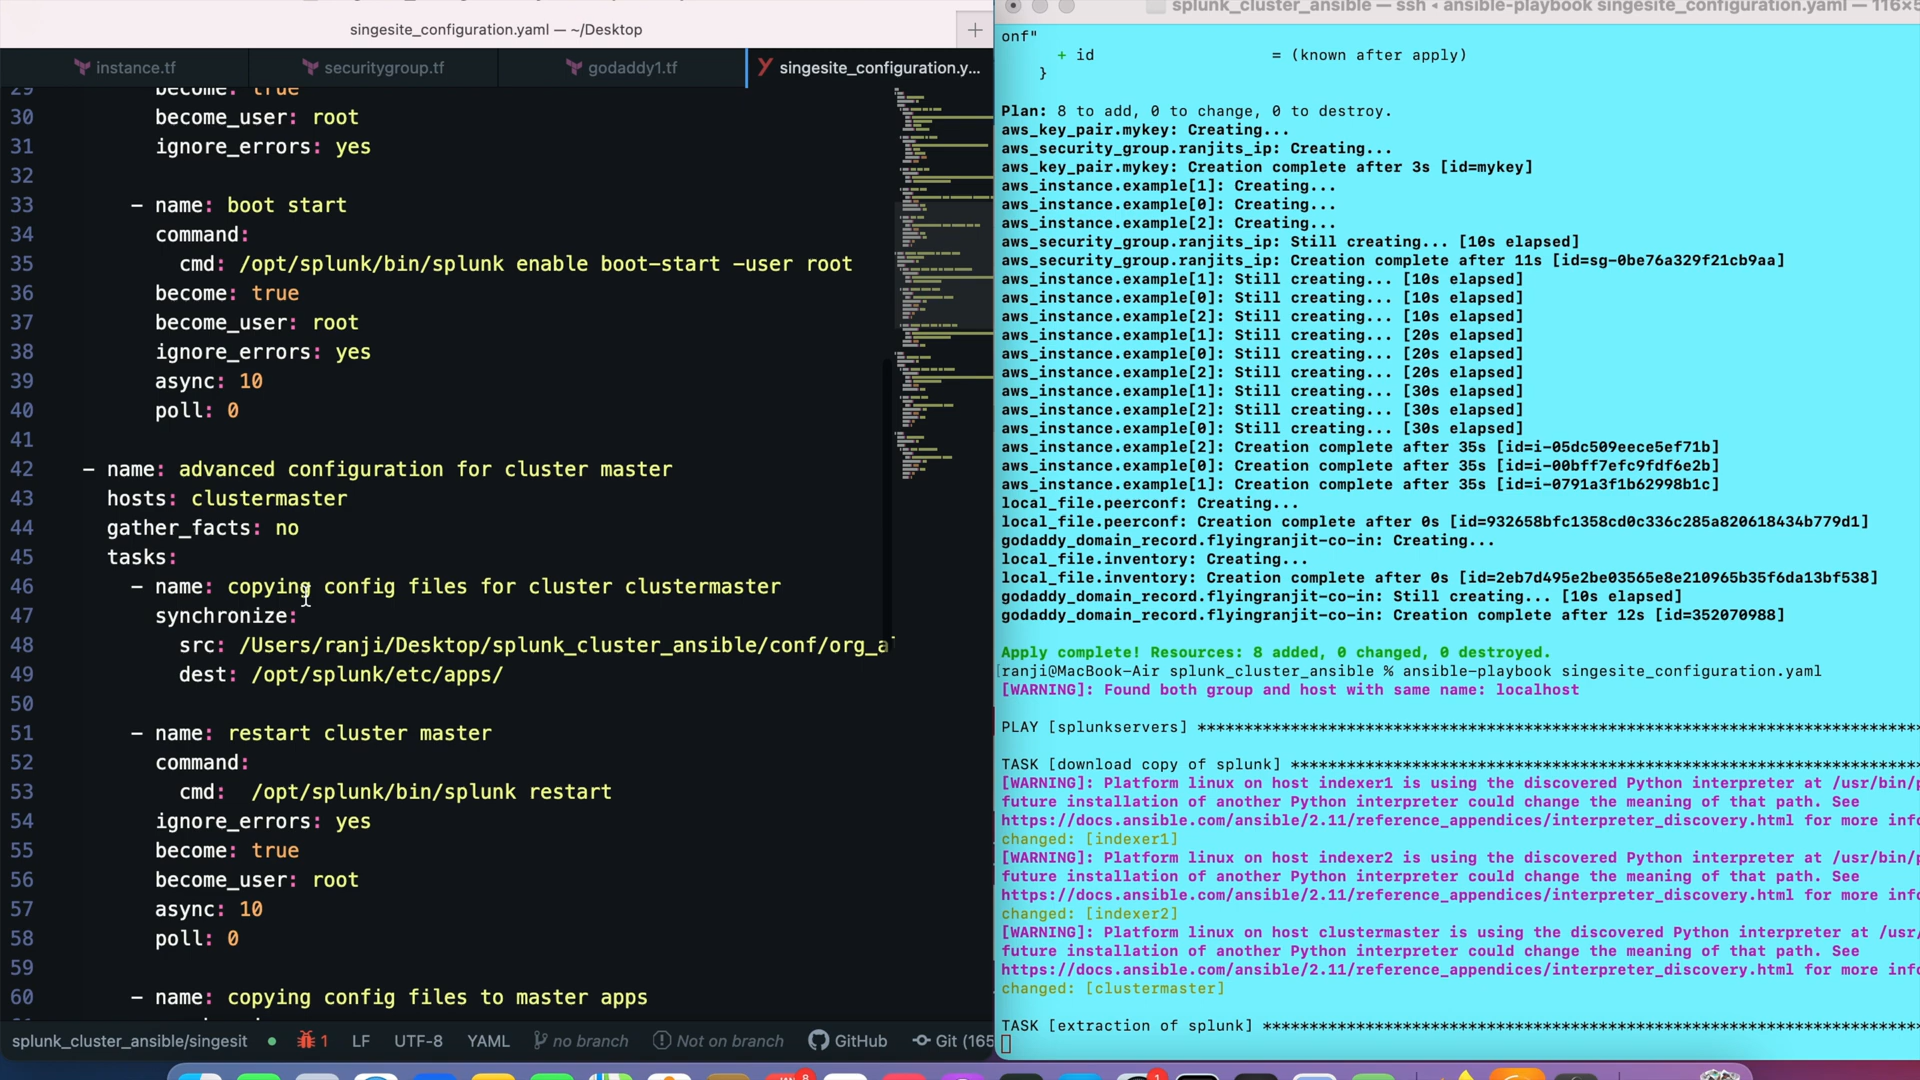 singesite_configuration.yaml — ~/Desktop
instance.tf
securitygroup.tf
godaddy1.tf
singesite_configuration.y...
29 become: true
30 become_user: root
31 ignore_errors: yes
32
33 - name: boot start
34 command:
35 cmd: /opt/splunk/bin/splunk enable boot-start -user root
36 become: true
37 become_user: root
38 ignore_errors: yes
39 async: 10
40 poll: 0
41
42 - name: advanced configuration for cluster master
43 hosts: clustermaster
44 gather_facts: no
45 tasks:
46 - name: copying config files for cluster clustermaster
47 synchronize:
48 src: /Users/ranji/Desktop/splunk_cluster_ansible/conf/org_a
49 dest: /opt/splunk/etc/apps/
50
51 - name: restart cluster master
52 command:
53 cmd: /opt/splunk/bin/splunk restart
54 ignore_errors: yes
55 become: true
56 become_user: root
57 async: 10
58 poll: 0
59
60 - name: copying config files to master apps
splunk_cluster_ansible/singesit
1
LF
UTF-8
YAML
no branch
Not on branch
GitHub
Git (165
splunk_cluster_ansible — ssh ◂ ansible-playbook singesite_configuration.yaml — 116×5
onf"
+ id = (known after apply)
}
Plan: 8 to add, 0 to change, 0 to destroy.
aws_key_pair.mykey: Creating...
aws_security_group.ranjits_ip: Creating...
aws_key_pair.mykey: Creation complete after 3s [id=mykey]
aws_instance.example[1]: Creating...
aws_instance.example[0]: Creating...
aws_instance.example[2]: Creating...
aws_security_group.ranjits_ip: Still creating... [10s elapsed]
aws_security_group.ranjits_ip: Creation complete after 11s [id=sg-0be76a329f21cb9aa]
aws_instance.example[1]: Still creating... [10s elapsed]
aws_instance.example[0]: Still creating... [10s elapsed]
aws_instance.example[2]: Still creating... [10s elapsed]
aws_instance.example[1]: Still creating... [20s elapsed]
aws_instance.example[0]: Still creating... [20s elapsed]
aws_instance.example[2]: Still creating... [20s elapsed]
aws_instance.example[1]: Still creating... [30s elapsed]
aws_instance.example[2]: Still creating... [30s elapsed]
aws_instance.example[0]: Still creating... [30s elapsed]
aws_instance.example[2]: Creation complete after 35s [id=i-05dc509eece5ef71b]
aws_instance.example[0]: Creation complete after 35s [id=i-00bff7efc9fdf6e2b]
aws_instance.example[1]: Creation complete after 35s [id=i-0791a3f1b62998b1c]
local_file.peerconf: Creating...
local_file.peerconf: Creation complete after 0s [id=932658bfc1358cd0c336c285a820618434b779d1]
godaddy_domain_record.flyingranjit-co-in: Creating...
local_file.inventory: Creating...
local_file.inventory: Creation complete after 0s [id=2eb7d495e2be03565e8e210965b35f6da13bf538]
godaddy_domain_record.flyingranjit-co-in: Still creating... [10s elapsed]
godaddy_domain_record.flyingranjit-co-in: Creation complete after 12s [id=352070988]
Apply complete! Resources: 8 added, 0 changed, 0 destroyed.
[ranji@MacBook-Air splunk_cluster_ansible % ansible-playbook singesite_configuration.yaml
[WARNING]: Found both group and host with same name: localhost
PLAY [splunkservers] ****************************************************
TASK [download copy of splunk] ********************************************
[WARNING]: Platform linux on host indexer1 is using the discovered Python interpreter at /usr/bin/p
future installation of another Python interpreter could change the meaning of that path. See
https://docs.ansible.com/ansible/2.11/reference_appendices/interpreter_discovery.html for more info
changed: [indexer1]
[WARNING]: Platform linux on host indexer2 is using the discovered Python interpreter at /usr/bin/p
future installation of another Python interpreter could change the meaning of that path. See
https://docs.ansible.com/ansible/2.11/reference_appendices/interpreter_discovery.html for more info
changed: [indexer2]
[WARNING]: Platform linux on host clustermaster is using the discovered Python interpreter at /usr/
future installation of another Python interpreter could change the meaning of that path. See
https://docs.ansible.com/ansible/2.11/reference_appendices/interpreter_discovery.html for more info
changed: [clustermaster]
TASK [extraction of splunk] **********************************************